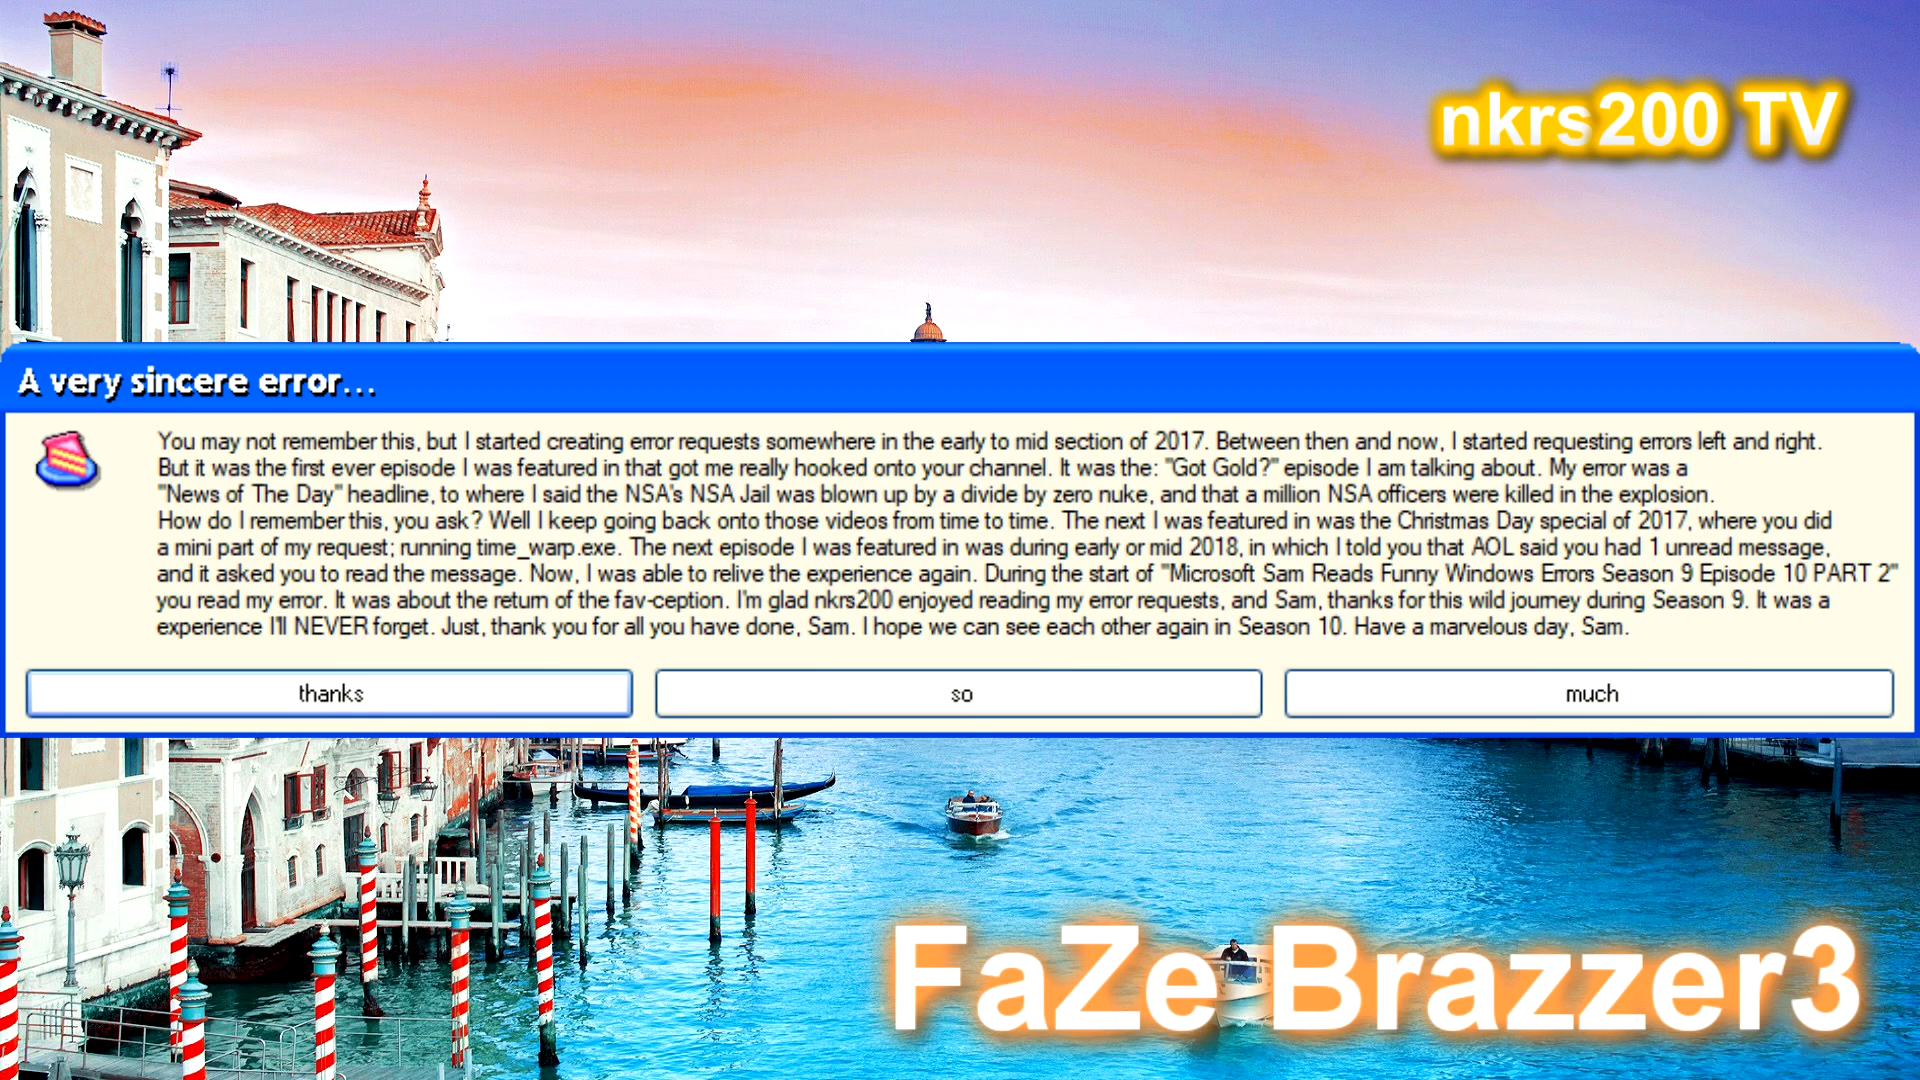 nkrs200 TV
A very sincere error...
You may not remember this, but I started creating error requests somewhere in the early to mid section of 2017. Between then and now, I started requesting errors left and right.
But it was the first ever episode I was featured in that got me really hooked onto your channel. It was the: "Got Gold?" episode I am talking about. My error was a
"News of The Day" headline, to where I said the NSA's NSA Jail was blown up by a divide by zero nuke, and that a million NSA officers were killed in the explosion.
How do I remember this, you ask? Well I keep going back onto those videos from time to time. The next I was featured in was the Christmas Day special of 2017, where you did
a mini part of my request; running time_warp.exe. The next episode I was featured in was during early or mid 2018, in which I told you that AOL said you had 1 unread message,
and it asked you to read the message. Now, I was able to relive the experience again. During the start of "Microsoft Sam Reads Funny Windows Errors Season 9 Episode 10 PART 2"
you read my error. It was about the return of the fav-ception. I'm glad nkrs200 enjoyed reading my error requests, and Sam, thanks for this wild journey during Season 9. It was a
experience I'll NEVER forget. Just, thank you for all you have done, Sam. I hope we can see each other again in Season 10. Have a marvelous day, Sam.
thanks
so
much
FaZe Brazzer3